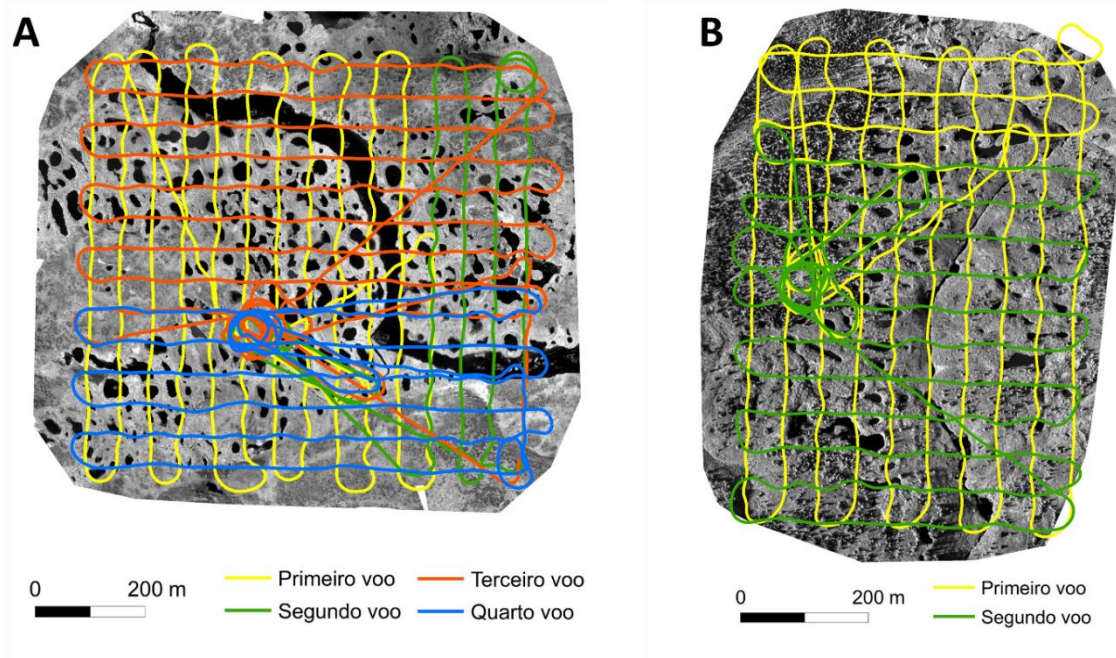 A
B
0 200 m
Primeiro voo
Segundo voo
Terceiro voo
Quarto voo
0 200 m
Primeiro voo
Segundo voo